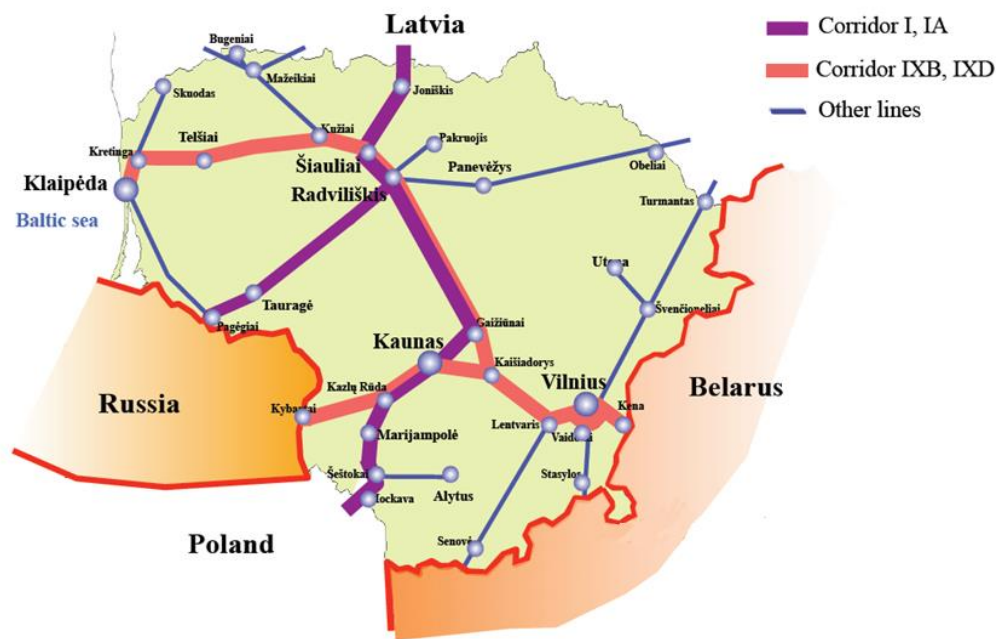 Latvia
Corridor I, IA
Corridor IXB, IXD
Other lines
Bugeniai
Mažeikiai
Skuodas
Joniškis
Telšiai
Kužiai
Pakruojis
Kretinga
Šiauliai
Panevėžys
Obeliai
Klaipėda
Radviliškis
Turmantas
Baltic sea
Utena
Tauragė
Švenčioneliai
Pagėgiai
Gaižiūnai
Kaunas
Kaišiadorys
Russia
Kazlų Rūda
Vilnius
Belarus
Kybartai
Lentvaris
Kena
Marijampolė
Šeštokai
Alytus
Stasylos
Poland
Senovė